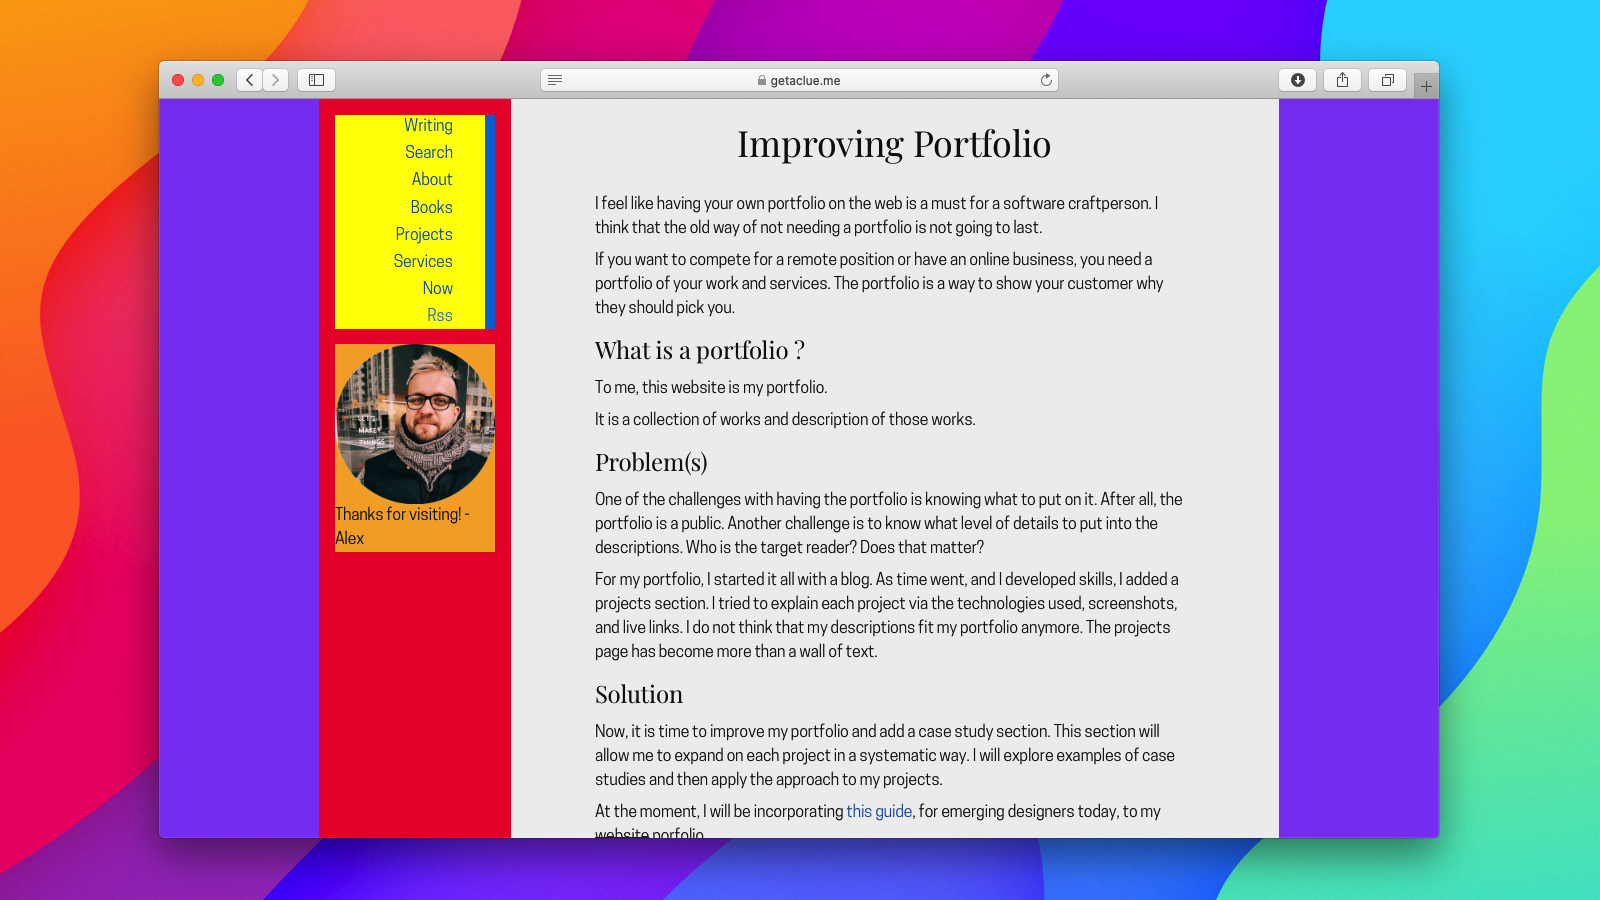 getaclue.me
Writing
Search
About
Books
Projects
Services
Now
Rss
LET'S
MAKE
THINGS
Thanks for visiting! -
Alex
Improving Portfolio
I feel like having your own portfolio on the web is a must for a software craftperson. I
think that the old way of not needing a portfolio is not going to last.
If you want to compete for a remote position or have an online business, you need a
portfolio of your work and services. The portfolio is a way to show your customer why
they should pick you.
What is a portfolio ?
To me, this website is my portfolio.
It is a collection of works and description of those works.
Problem(s)
One of the challenges with having the portfolio is knowing what to put on it. After all, the
portfolio is a public. Another challenge is to know what level of details to put into the
descriptions. Who is the target reader? Does that matter?
For my portfolio, I started it all with a blog. As time went, and I developed skills, I added a
projects section. I tried to explain each project via the technologies used, screenshots,
and live links. I do not think that my descriptions fit my portfolio anymore. The projects
page has become more than a wall of text.
Solution
Now, it is time to improve my portfolio and add a case study section. This section will
allow me to expand on each project in a systematic way. I will explore examples of case
studies and then apply the approach to my projects.
At the moment, I will be incorporating this guide, for emerging designers today, to my
website porfolio